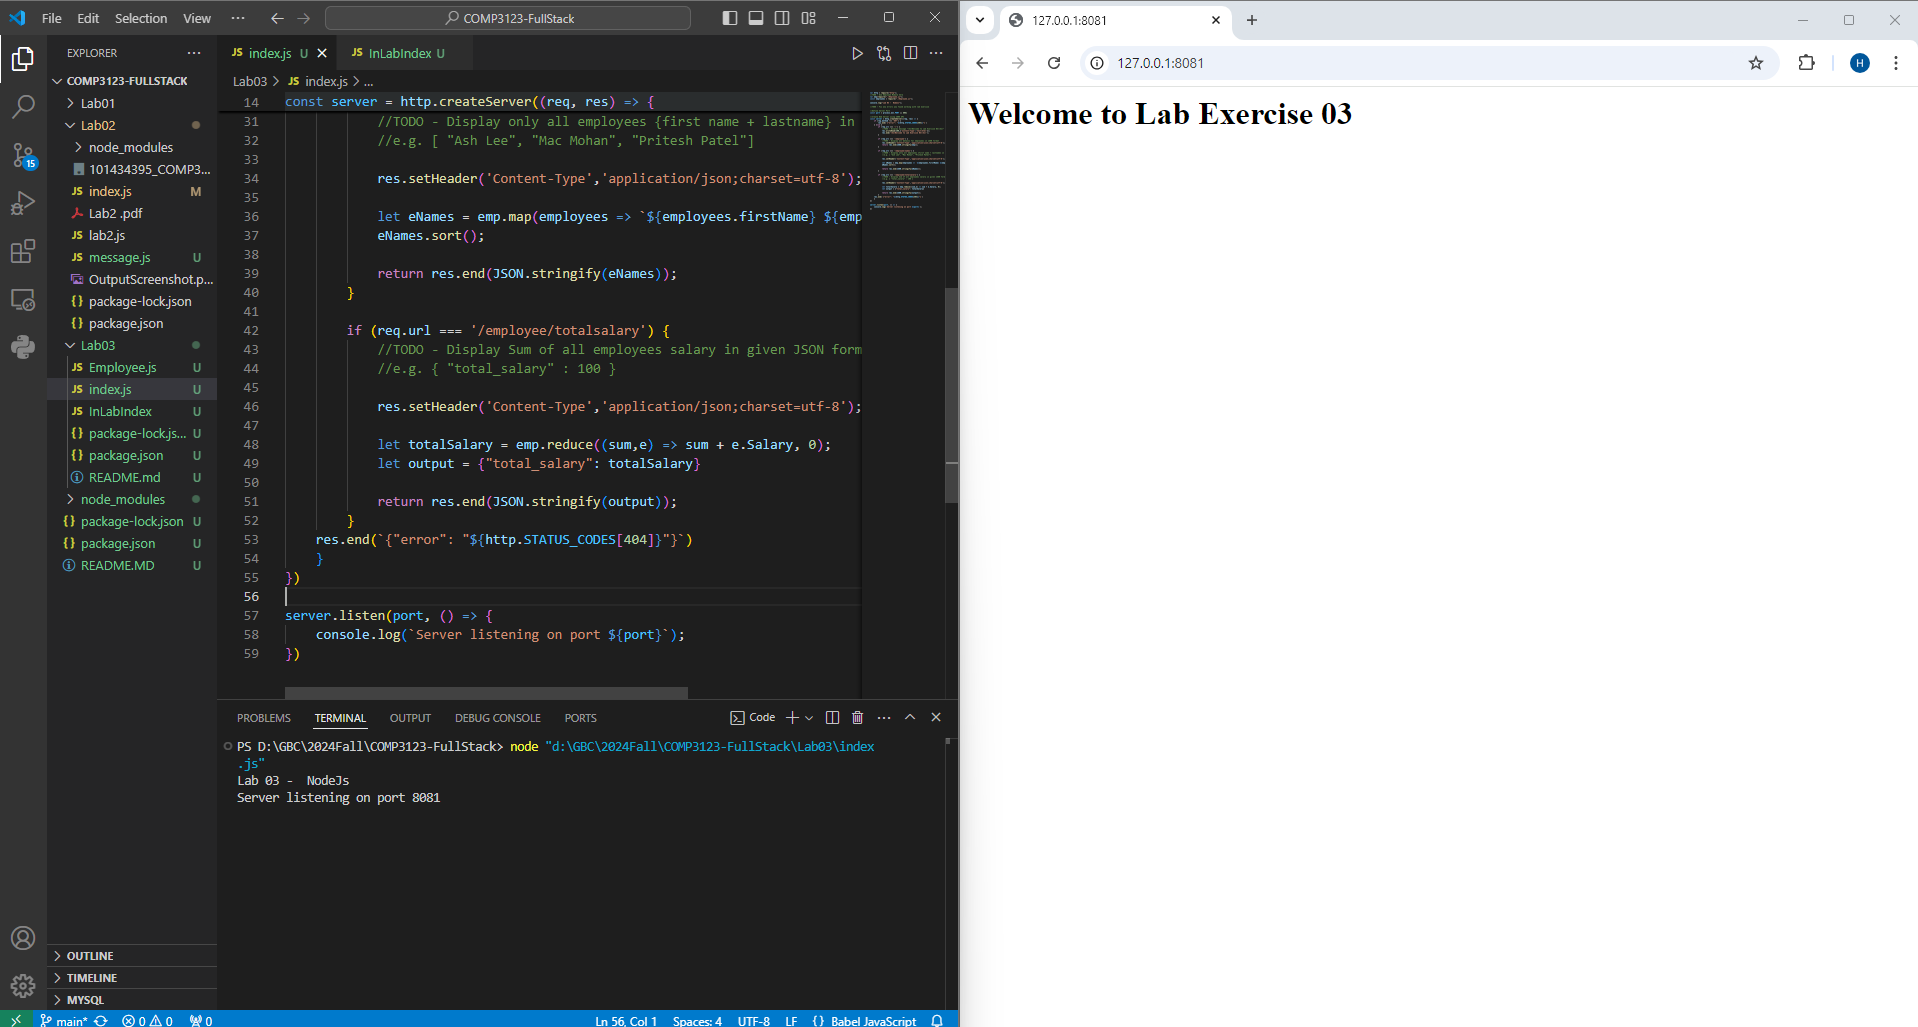 File Edit Selection View ··· COMP3123-FullStack
EXPLORER ···
COMP3123-FULLSTACK
Lab01
Lab02
node_modules
101434395_COMP3...
index.js M
Lab2 .pdf
lab2.js
message.js U
OutputScreenshot.p...
package-lock.json
package.json
Lab03
Employee.js U
index.js U
InLabIndex U
package-lock.js... U
package.json U
README.md U
node_modules
package-lock.json U
package.json U
README.MD U
OUTLINE
TIMELINE
MYSQL
15
JS index.js U JS InLabIndex U
Lab03 > JS index.js > ...
14 const server = http.createServer((req, res) => {
31 //TODO - Display only all employees {first name + lastname} in
32 //e.g. [ "Ash Lee", "Mac Mohan", "Pritesh Patel"]
33
34 res.setHeader('Content-Type','application/json;charset=utf-8');
35
36 let eNames = emp.map(employees => `${employees.firstName} ${emp
37 eNames.sort();
38
39 return res.end(JSON.stringify(eNames));
40 }
41
42 if (req.url === '/employee/totalsalary') {
43 //TODO - Display Sum of all employees salary in given JSON form
44 //e.g. { "total_salary" : 100 }
45
46 res.setHeader('Content-Type','application/json;charset=utf-8');
47
48 let totalSalary = emp.reduce((sum,e) => sum + e.Salary, 0);
49 let output = {"total_salary": totalSalary}
50
51 return res.end(JSON.stringify(output));
52 }
53 res.end(`{"error": "${http.STATUS_CODES[404]}"}`)
54 }
55 })
56
57 server.listen(port, () => {
58 console.log(`Server listening on port ${port}`);
59 })
PROBLEMS TERMINAL OUTPUT DEBUG CONSOLE PORTS Code
PS D:\GBC\2024Fall\COMP3123-FullStack> node "d:\GBC\2024Fall\COMP3123-FullStack\Lab03\index
.js"
Lab 03 -  NodeJs
Server listening on port 8081
main* 0 0 0 Ln 56, Col 1 Spaces: 4 UTF-8 LF {} Babel JavaScript
127.0.0.1:8081
127.0.0.1:8081 H
Welcome to Lab Exercise 03